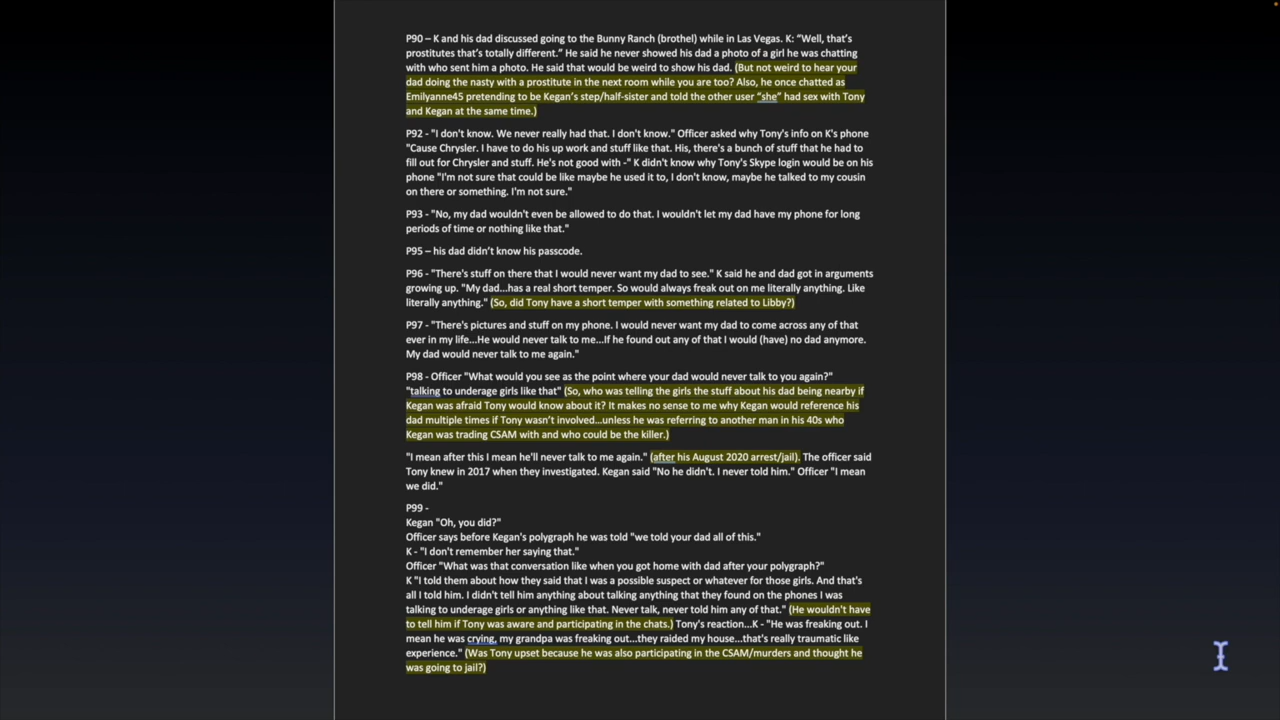 P90 – K and his dad discussed going to the Bunny Ranch (brothel) while in Las Vegas. K: “Well, that’s
prostitutes that’s totally different.” He said he never showed his dad a photo of a girl he was chatting
with who sent him a photo. He said that would be weird to show his dad. (But not weird to hear your
dad doing the nasty with a prostitute in the next room while you are too? Also, he once chatted as
Emilyanne45 pretending to be Kegan’s step/half-sister and told the other user “she” had sex with Tony
and Kegan at the same time.)
P92 - "I don't know. We never really had that. I don't know." Officer asked why Tony's info on K's phone
"Cause Chrysler. I have to do his up work and stuff like that. His, there's a bunch of stuff that he had to
fill out for Chrysler and stuff. He's not good with -" K didn't know why Tony's Skype login would be on his
phone "I'm not sure that could be like maybe he used it to, I don't know, maybe he talked to my cousin
on there or something. I'm not sure."
P93 - "No, my dad wouldn't even be allowed to do that. I wouldn't let my dad have my phone for long
periods of time or nothing like that."
P95 – his dad didn’t know his passcode.
P96 - "There's stuff on there that I would never want my dad to see." K said he and dad got in arguments
growing up. "My dad...has a real short temper. So would always freak out on me literally anything. Like
literally anything." (So, did Tony have a short temper with something related to Libby?)
P97 - "There's pictures and stuff on my phone. I would never want my dad to come across any of that
ever in my life...He would never talk to me...If he found out any of that I would (have) no dad anymore.
My dad would never talk to me again."
P98 - Officer "What would you see as the point where your dad would never talk to you again?"
"talking to underage girls like that" (So, who was telling the girls the stuff about his dad being nearby if
Kegan was afraid Tony would know about it? It makes no sense to me why Kegan would reference his
dad multiple times if Tony wasn’t involved...unless he was referring to another man in his 40s who
Kegan was trading CSAM with and who could be the killer.)
"I mean after this I mean he'll never talk to me again." (after his August 2020 arrest/jail). The officer said
Tony knew in 2017 when they investigated. Kegan said "No he didn't. I never told him." Officer "I mean
we did."
P99 -
Kegan "Oh, you did?"
Officer says before Kegan's polygraph he was told "we told your dad all of this."
K - "I don't remember her saying that."
Officer "What was that conversation like when you got home with dad after your polygraph?"
K "I told them about how they said that I was a possible suspect or whatever for those girls. And that's
all I told him. I didn't tell him anything about talking anything that they found on the phones I was
talking to underage girls or anything like that. Never talk, never told him any of that." (He wouldn't have
to tell him if Tony was aware and participating in the chats.) Tony's reaction...K - "He was freaking out. I
mean he was crying, my grandpa was freaking out...they raided my house...that's really traumatic like
experience." (Was Tony upset because he was also participating in the CSAM/murders and thought he
was going to jail?)